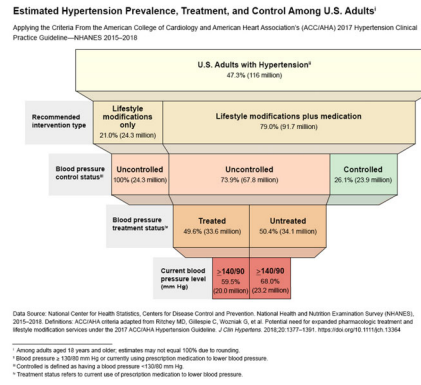 Estimated Hypertension Prevalence, Treatment, and Control Among U.S. Adultsⁱ
Applying the Criteria From the American College of Cardiology and American Heart Association's (ACC/AHA) 2017 Hypertension Clinical
Practice Guideline—NHANES 2015–2018
U.S. Adults with Hypertensionⁱⁱ
47.3% (116 million)
Recommended
intervention type
Lifestyle
modifications
only
21.0% (24.3 million)
Lifestyle modifications plus medication
79.0% (91.7 million)
Blood pressure
control statusⁱⁱⁱ
Uncontrolled
100% (24.3 million)
Uncontrolled
73.9% (67.8 million)
Controlled
26.1% (23.9 million)
Blood pressure
treatment statusⁱᵛ
Treated
49.6% (33.6 million)
Untreated
50.4% (34.1 million)
Current blood
pressure level
(mm Hg)
≥140/90
59.5%
(20.0 million)
≥140/90
68.0%
(23.2 million)
Data Source: National Center for Health Statistics, Centers for Disease Control and Prevention. National Health and Nutrition Examination Survey (NHANES),
2015–2018. Definitions: ACC/AHA criteria adapted from Ritchey MD, Gillespie C, Wozniak G, et al. Potential need for expanded pharmacologic treatment and
lifestyle modification services under the 2017 ACC/AHA Hypertension Guideline. J Clin Hypertens. 2018;20:1377–1391. https://doi.org/10.1111/jch.13364
ⁱ Among adults aged 18 years and older; estimates may not equal 100% due to rounding.
ⁱⁱ Blood pressure ≥ 130/80 mm Hg or currently using prescription medication to lower blood pressure.
ⁱⁱⁱ Controlled is defined as having a blood pressure <130/80 mm Hg.
ⁱᵛ Treatment status refers to current use of prescription medication to lower blood pressure.